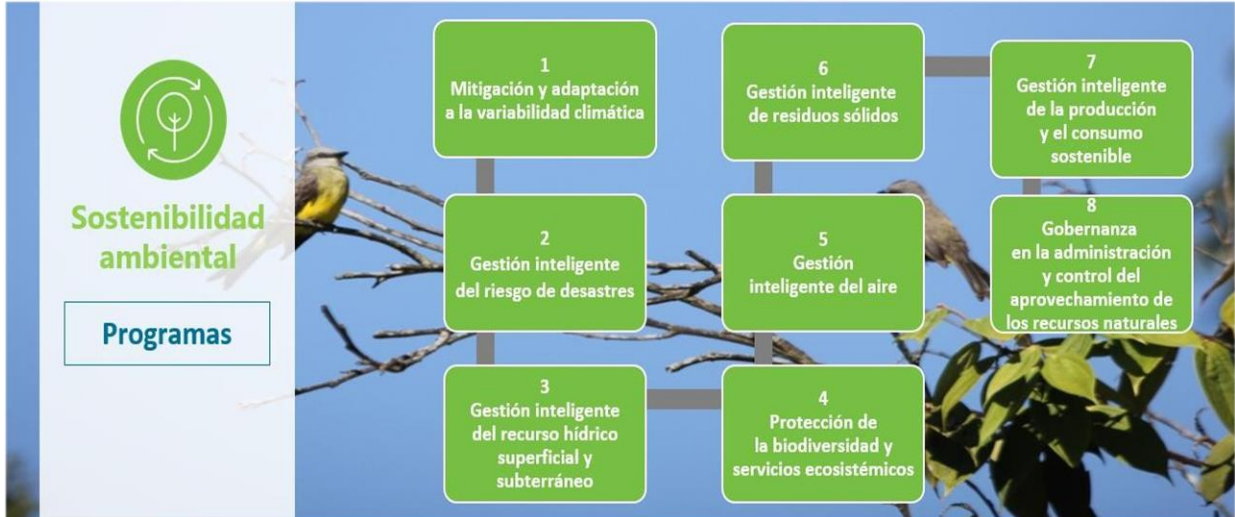 Sostenibilidad
ambiental
Programas
1
Mitigación y adaptación
a la variabilidad climática
2
Gestión inteligente
del riesgo de desastres
3
Gestión inteligente
del recurso hídrico
superficial y
subterráneo
4
Protección de
la biodiversidad y
servicios ecosistémicos
5
Gestión
inteligente del aire
6
Gestión inteligente
de residuos sólidos
7
Gestión inteligente
de la producción
y el consumo
sostenible
8
Gobernanza
en la administración
y control del
aprovechamiento de
los recursos naturales